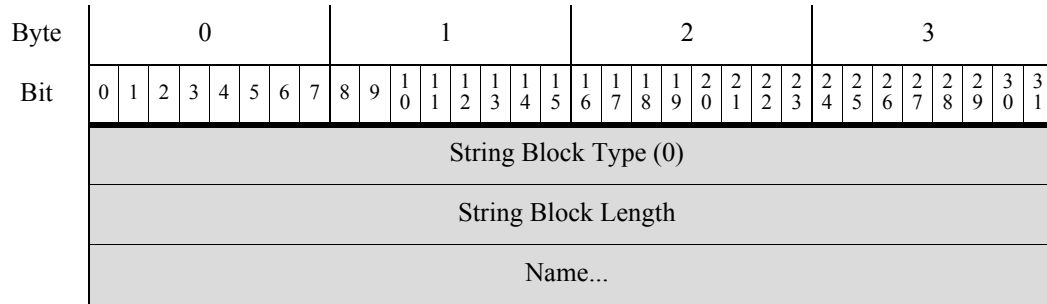 Byte 0 1 2 3
Bit 0 1 2 3 4 5 6 7 8 9 10 11 12 13 14 15 16 17 18 19 20 21 22 23 24 25 26 27 28 29 30 31
String Block Type (0)
String Block Length
Name...